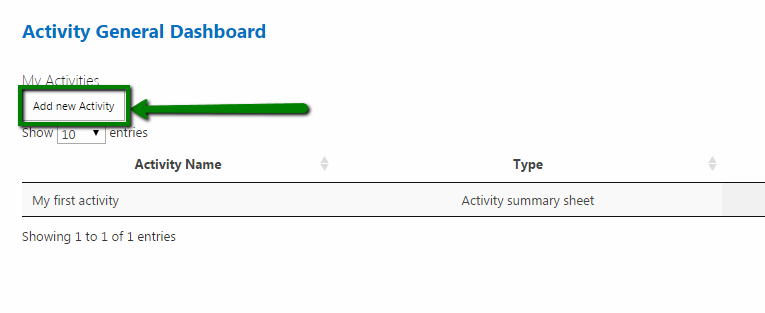 Activity General Dashboard
My Activities
Add new Activity
Show 10 entries
Activity Name Type
My first activity Activity summary sheet
Showing 1 to 1 of 1 entries